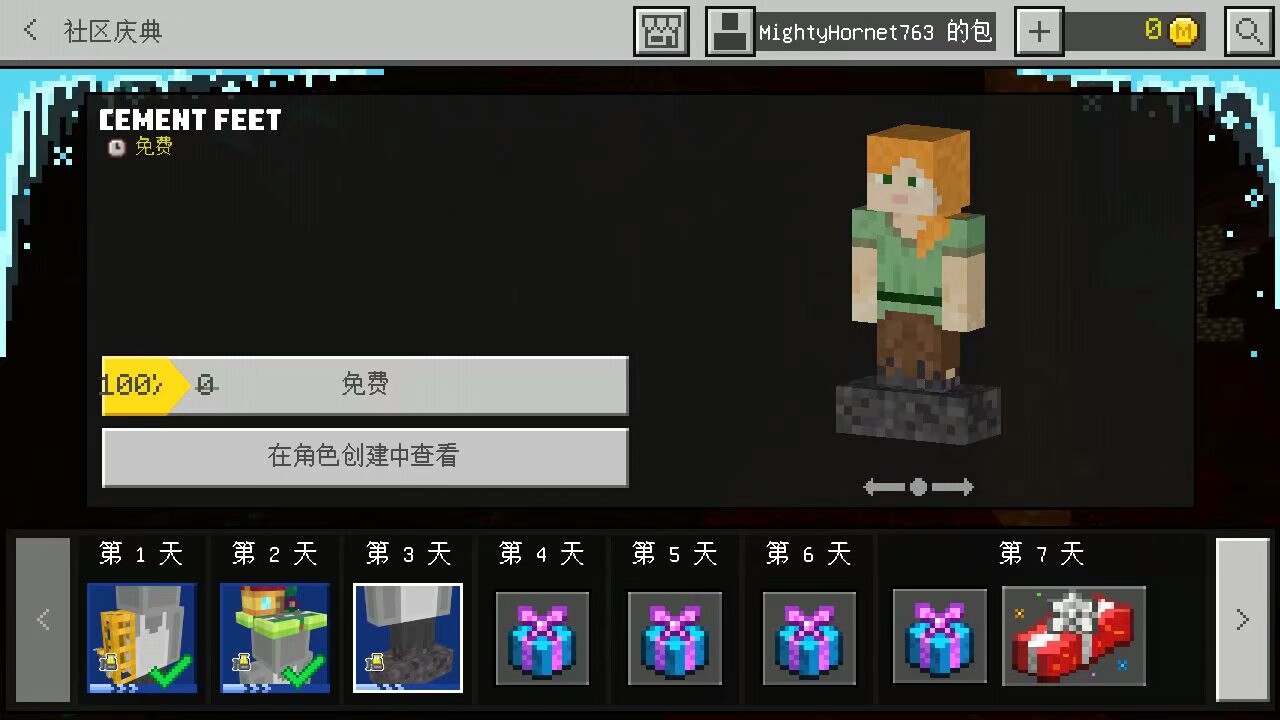 社区庆典
MightyHornet763 的包
0
CEMENT FEET
免费
100% 0 免费
在角色创建中查看
第 1 天 第 2 天 第 3 天 第 4 天 第 5 天 第 6 天 第 7 天